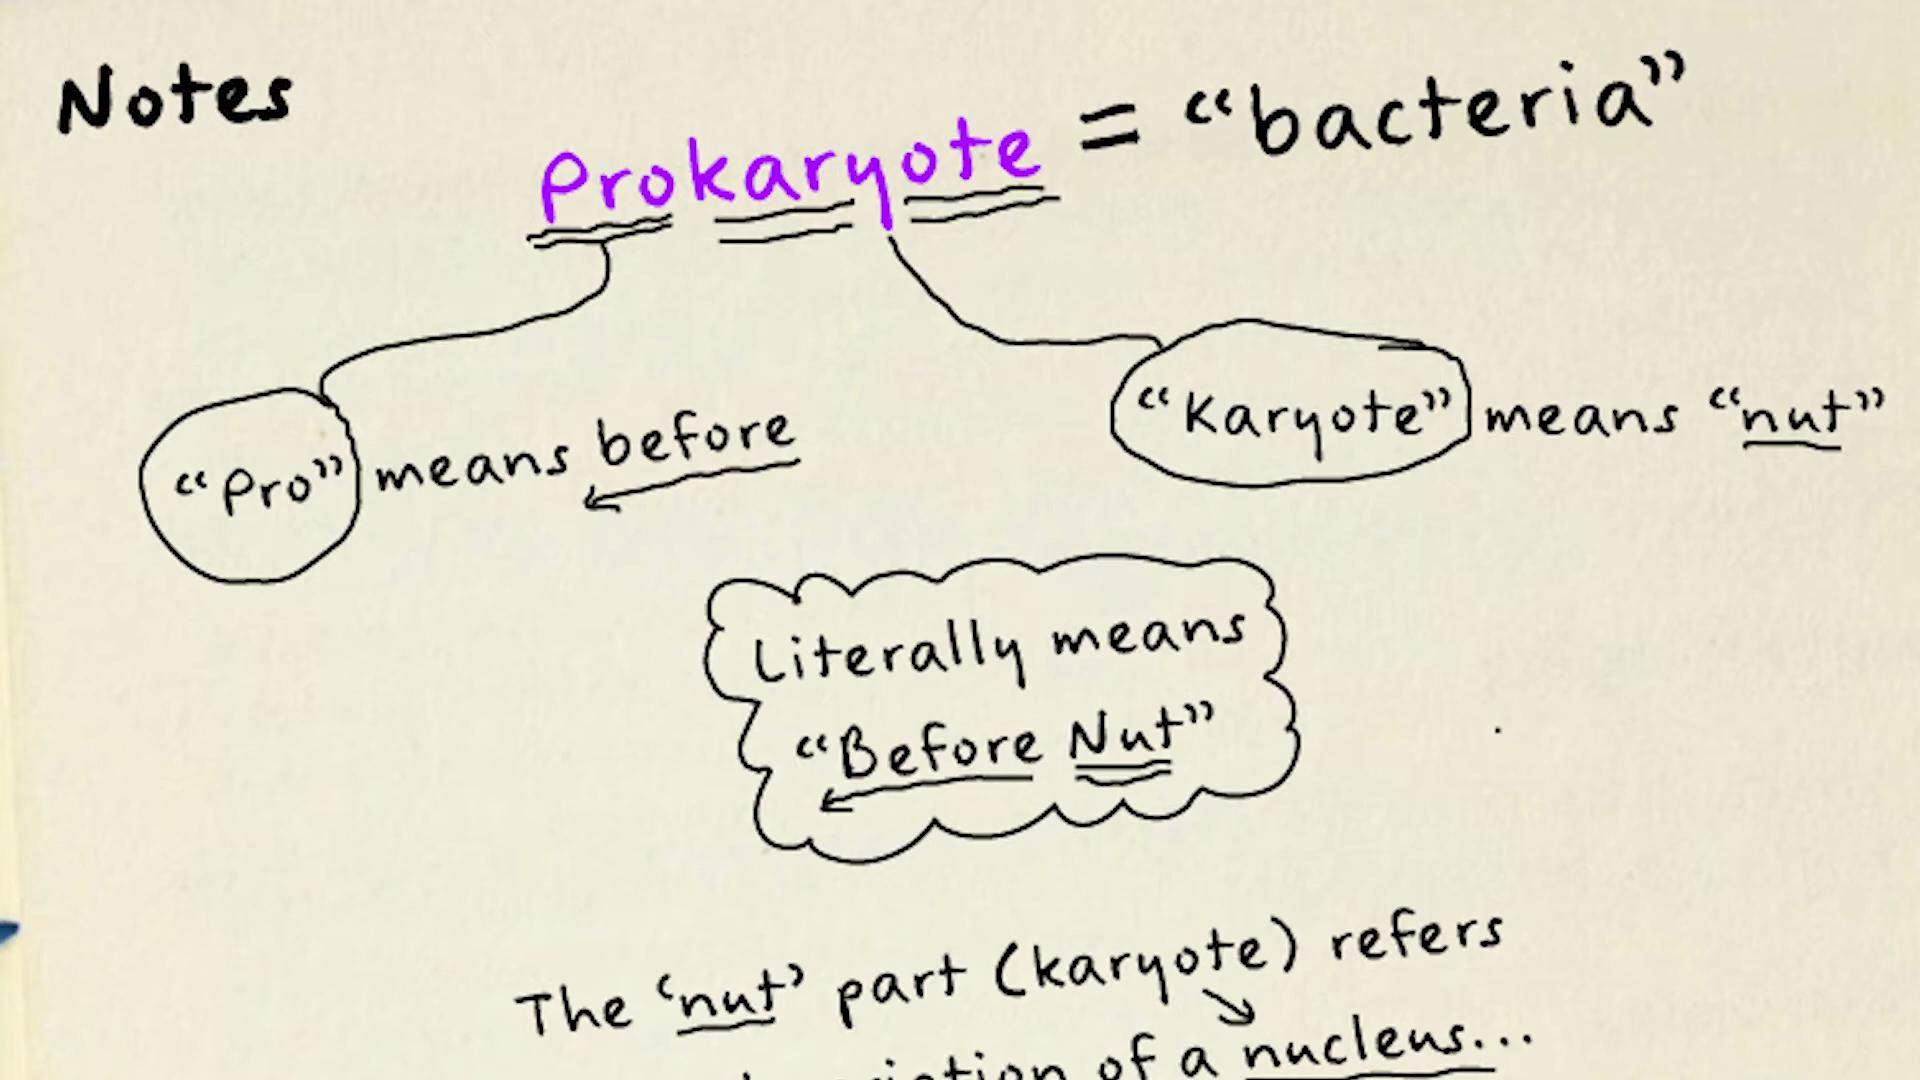 Notes
Prokaryote = “bacteria”
“Pro” means before
“Karyote” means “nut”
Literally means
“Before Nut”
The ‘nut’ part (karyote) refers
of a nucleus...